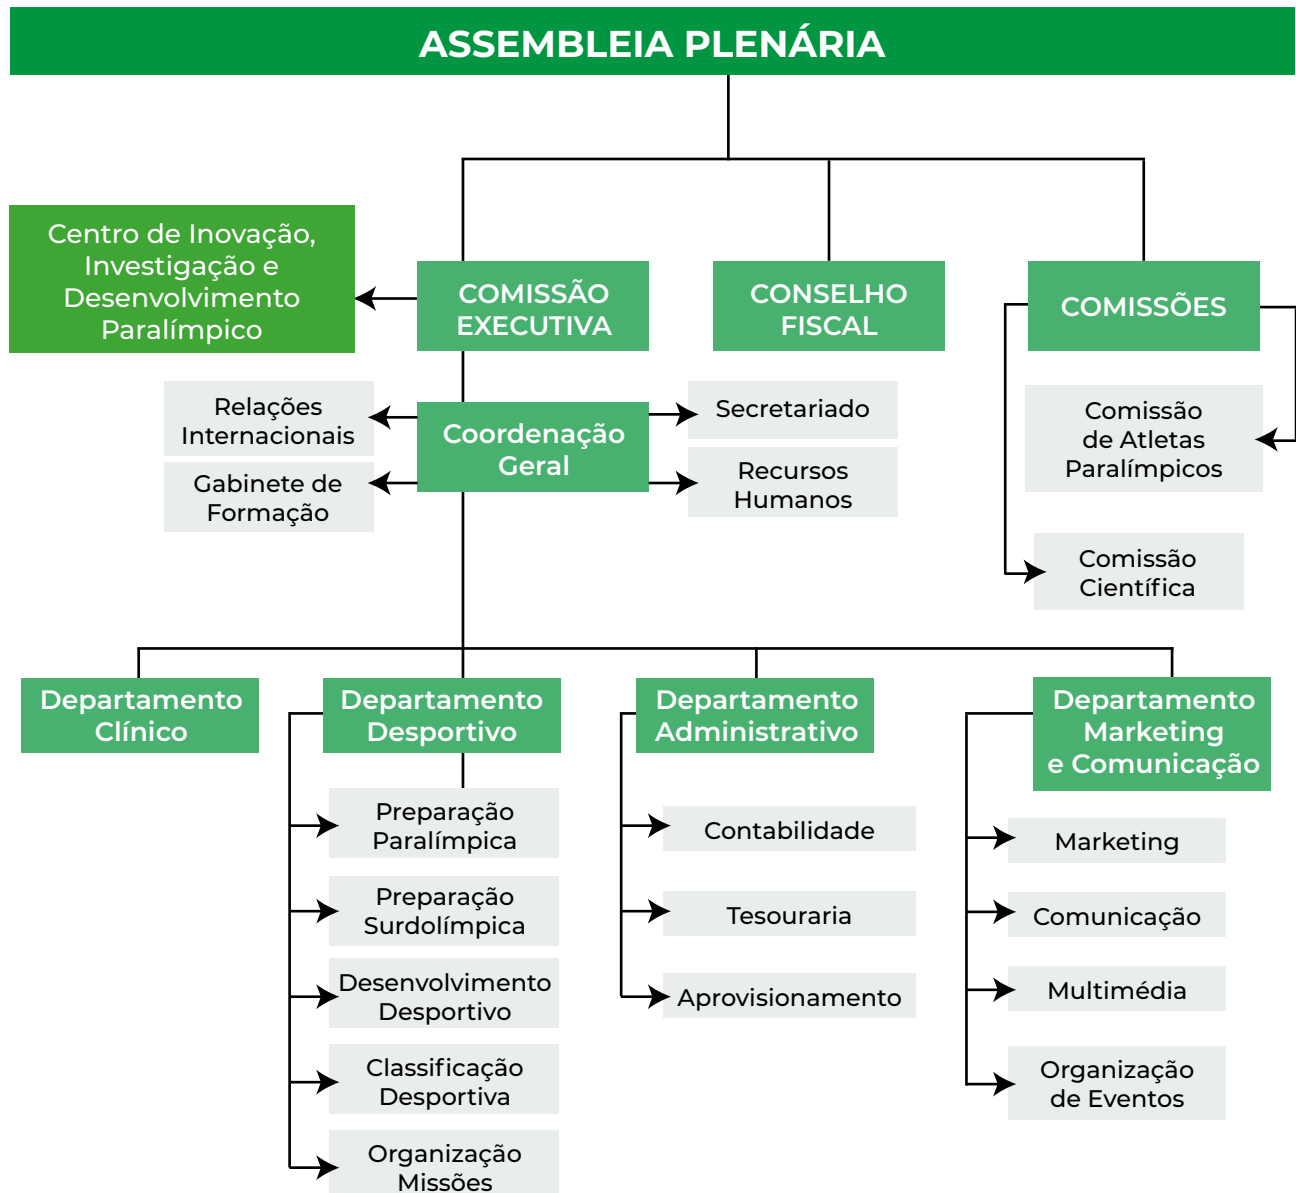 ASSEMBLEIA PLENÁRIA
Centro de Inovação,
Investigação e
Desenvolvimento
Paralímpico
COMISSÃO
EXECUTIVA
CONSELHO
FISCAL
COMISSÕES
Relações
Internacionais
Gabinete de
Formação
Coordenação
Geral
Secretariado
Recursos
Humanos
Comissão
de Atletas
Paralímpicos
Comissão
Científica
Departamento
Clínico
Departamento
Desportivo
Departamento
Administrativo
Departamento
Marketing
e Comunicação
Preparação
Paralímpica
Preparação
Surdolímpica
Desenvolvimento
Desportivo
Classificação
Desportiva
Organização
Missões
Contabilidade
Tesouraria
Aprovisionamento
Marketing
Comunicação
Multimédia
Organização
de Eventos